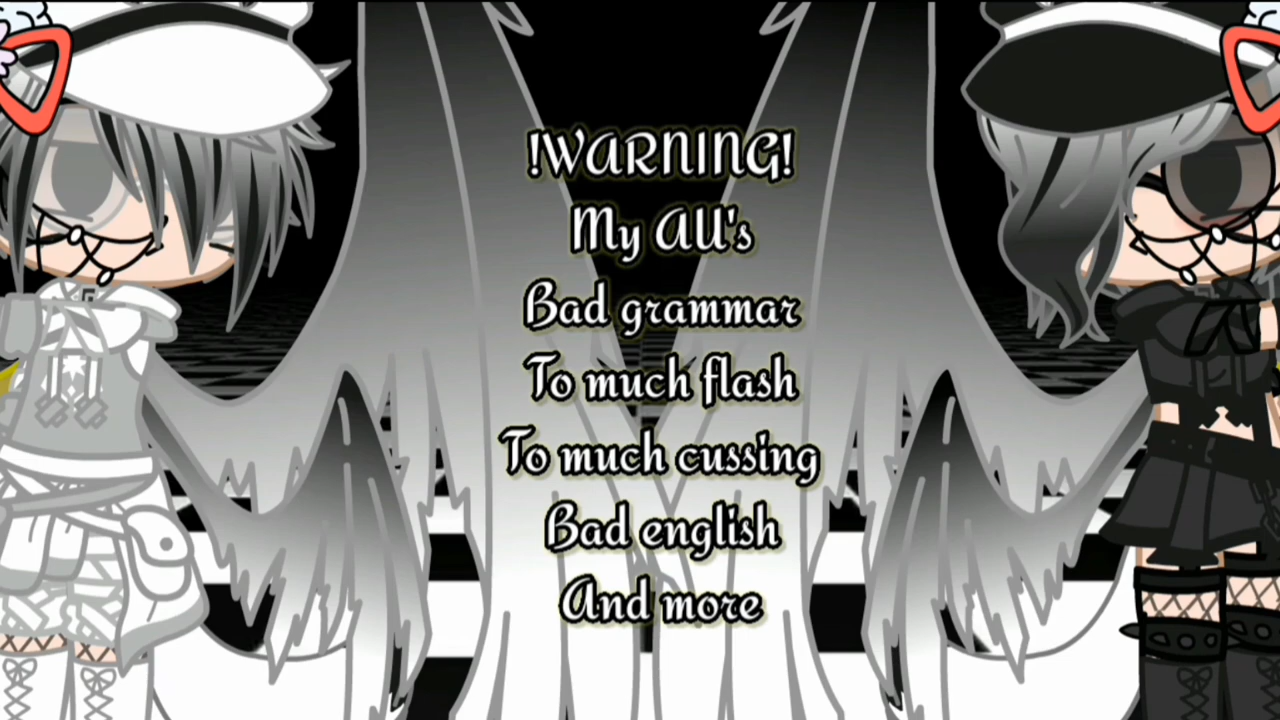 !WARNING!
My AU's
Bad grammar
To much flash
To much cussing
Bad english
And more